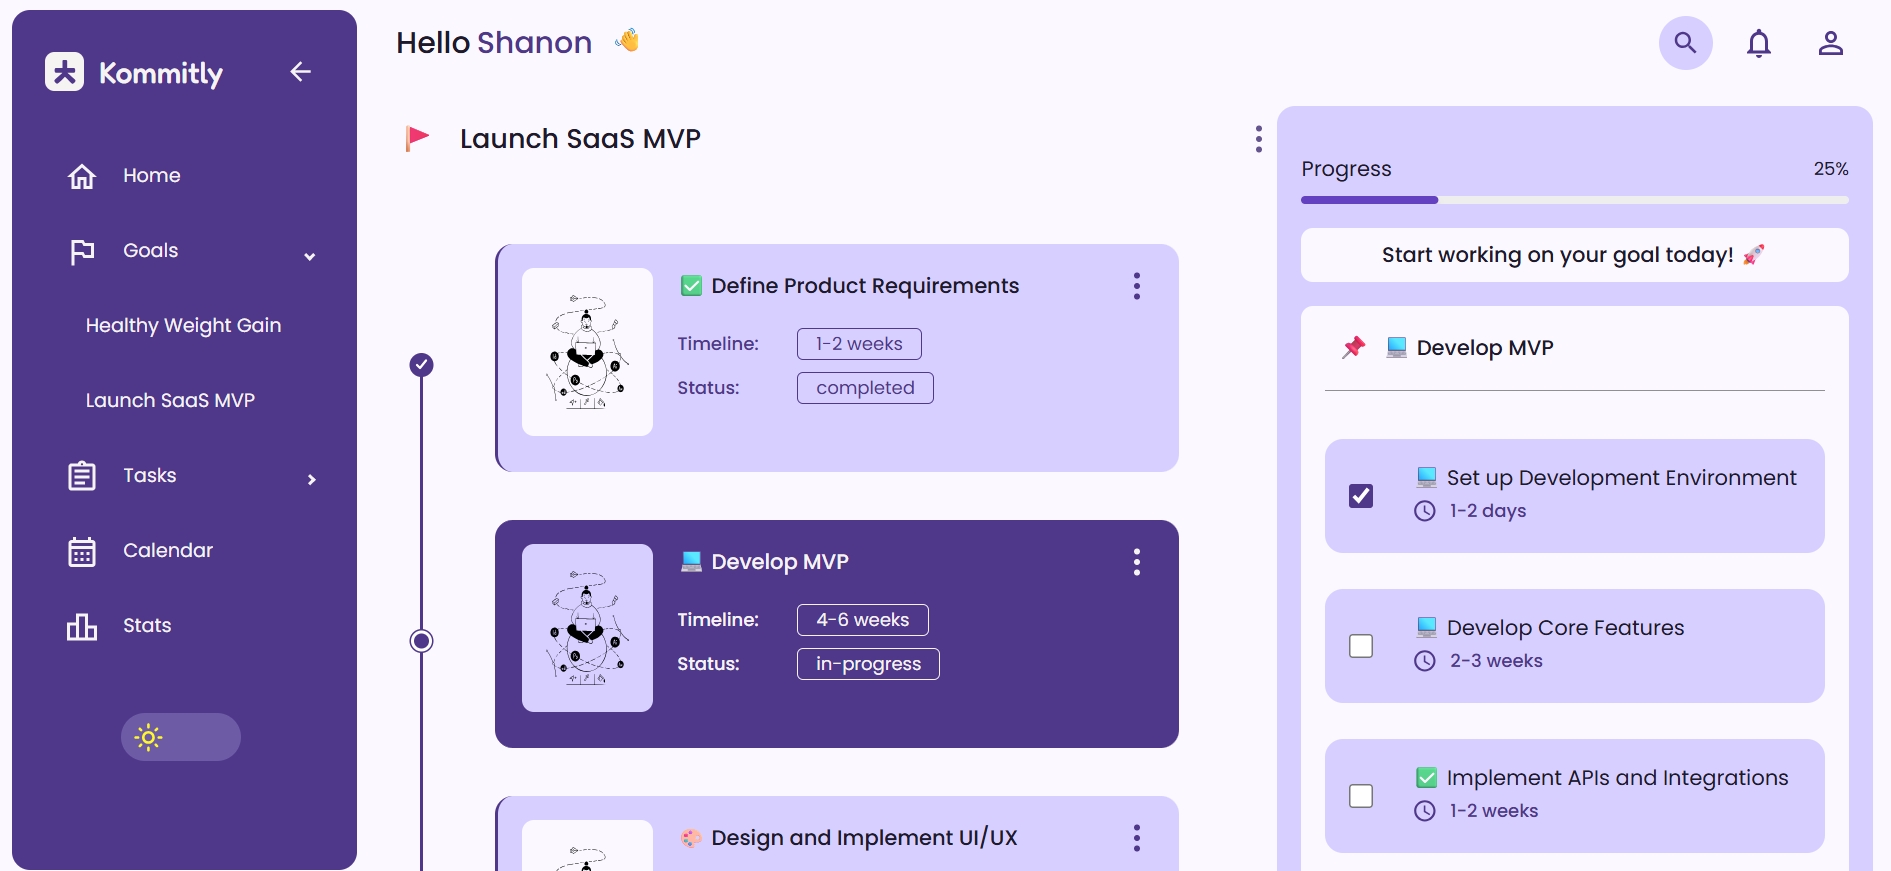 Kommitly
Home
Goals
Healthy Weight Gain
Launch SaaS MVP
Tasks
Calendar
Stats
Hello Shanon 👋
🚩 Launch SaaS MVP
✅ Define Product Requirements
Timeline: 1-2 weeks
Status: completed
💻 Develop MVP
Timeline: 4-6 weeks
Status: in-progress
🎨 Design and Implement UI/UX
Progress 25%
Start working on your goal today! 🚀
📌 💻 Develop MVP
💻 Set up Development Environment
1-2 days
💻 Develop Core Features
2-3 weeks
✅ Implement APIs and Integrations
1-2 weeks